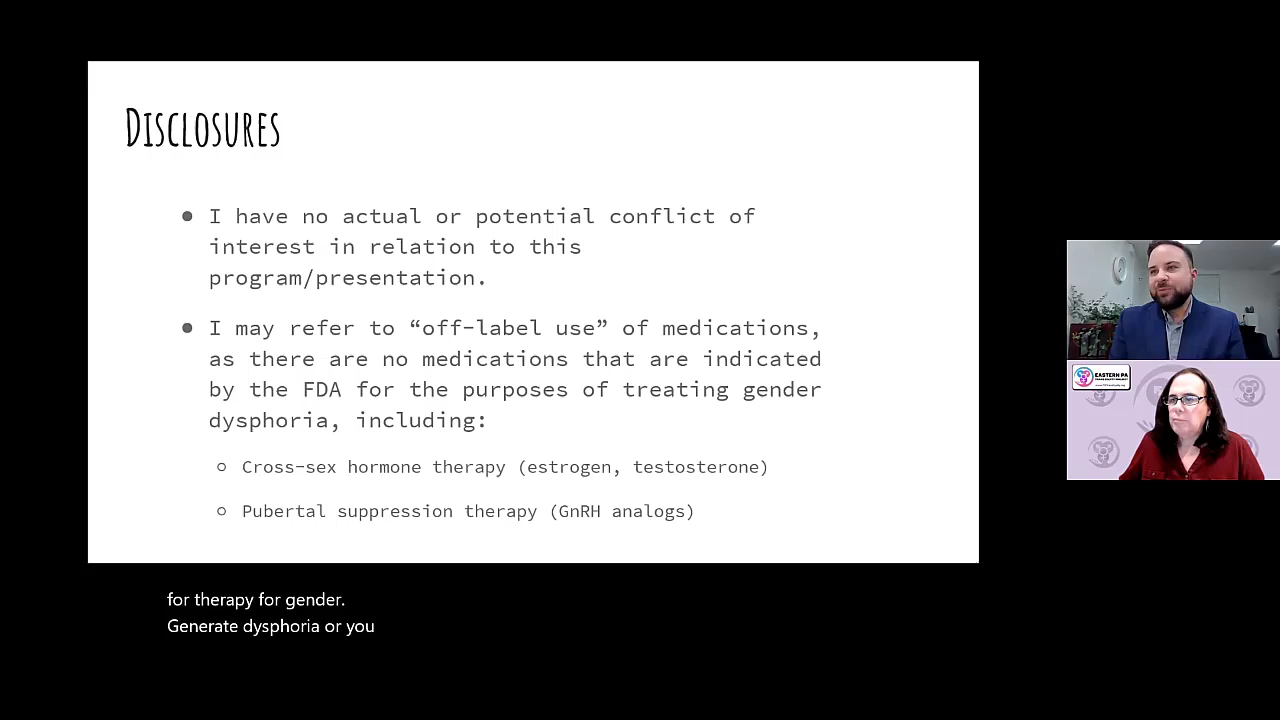 DISCLOSURES
● I have no actual or potential conflict of
interest in relation to this
program/presentation.
● I may refer to “off-label use” of medications,
as there are no medications that are indicated
by the FDA for the purposes of treating gender
dysphoria, including:
○ Cross-sex hormone therapy (estrogen, testosterone)
○ Pubertal suppression therapy (GnRH analogs)
EASTERN PA
TRANS EQUITY PROJECT
for therapy for gender.
Generate dysphoria or you